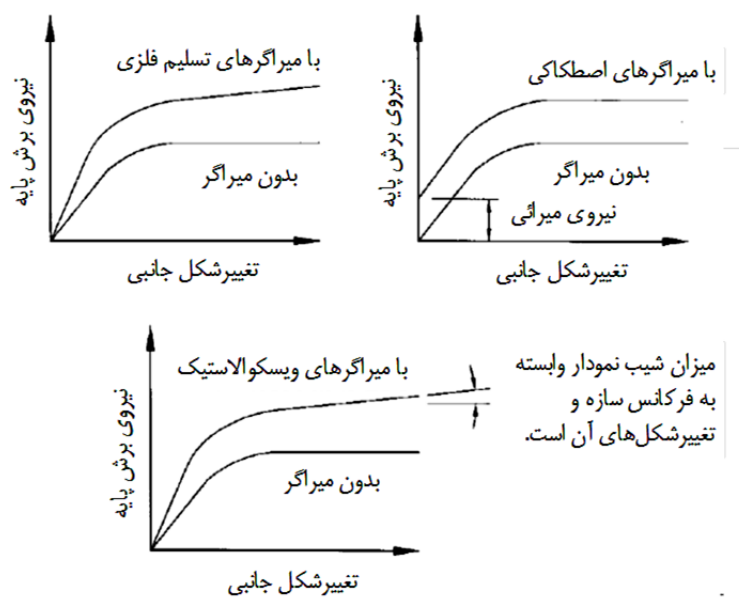 با میراگرهای تسلیم فلزی
بدون میراگر
نیروی برش پایه
تغییرشکل جانبی
با میراگرهای اصطکاکی
بدون میراگر
نیروی میرائی
نیروی برش پایه
تغییرشکل جانبی
با میراگرهای ویسکوالاستیک
بدون میراگر
نیروی برش پایه
تغییرشکل جانبی
میزان شیب نمودار وابسته
به فرکانس سازه و
تغییرشکل‌های آن است.